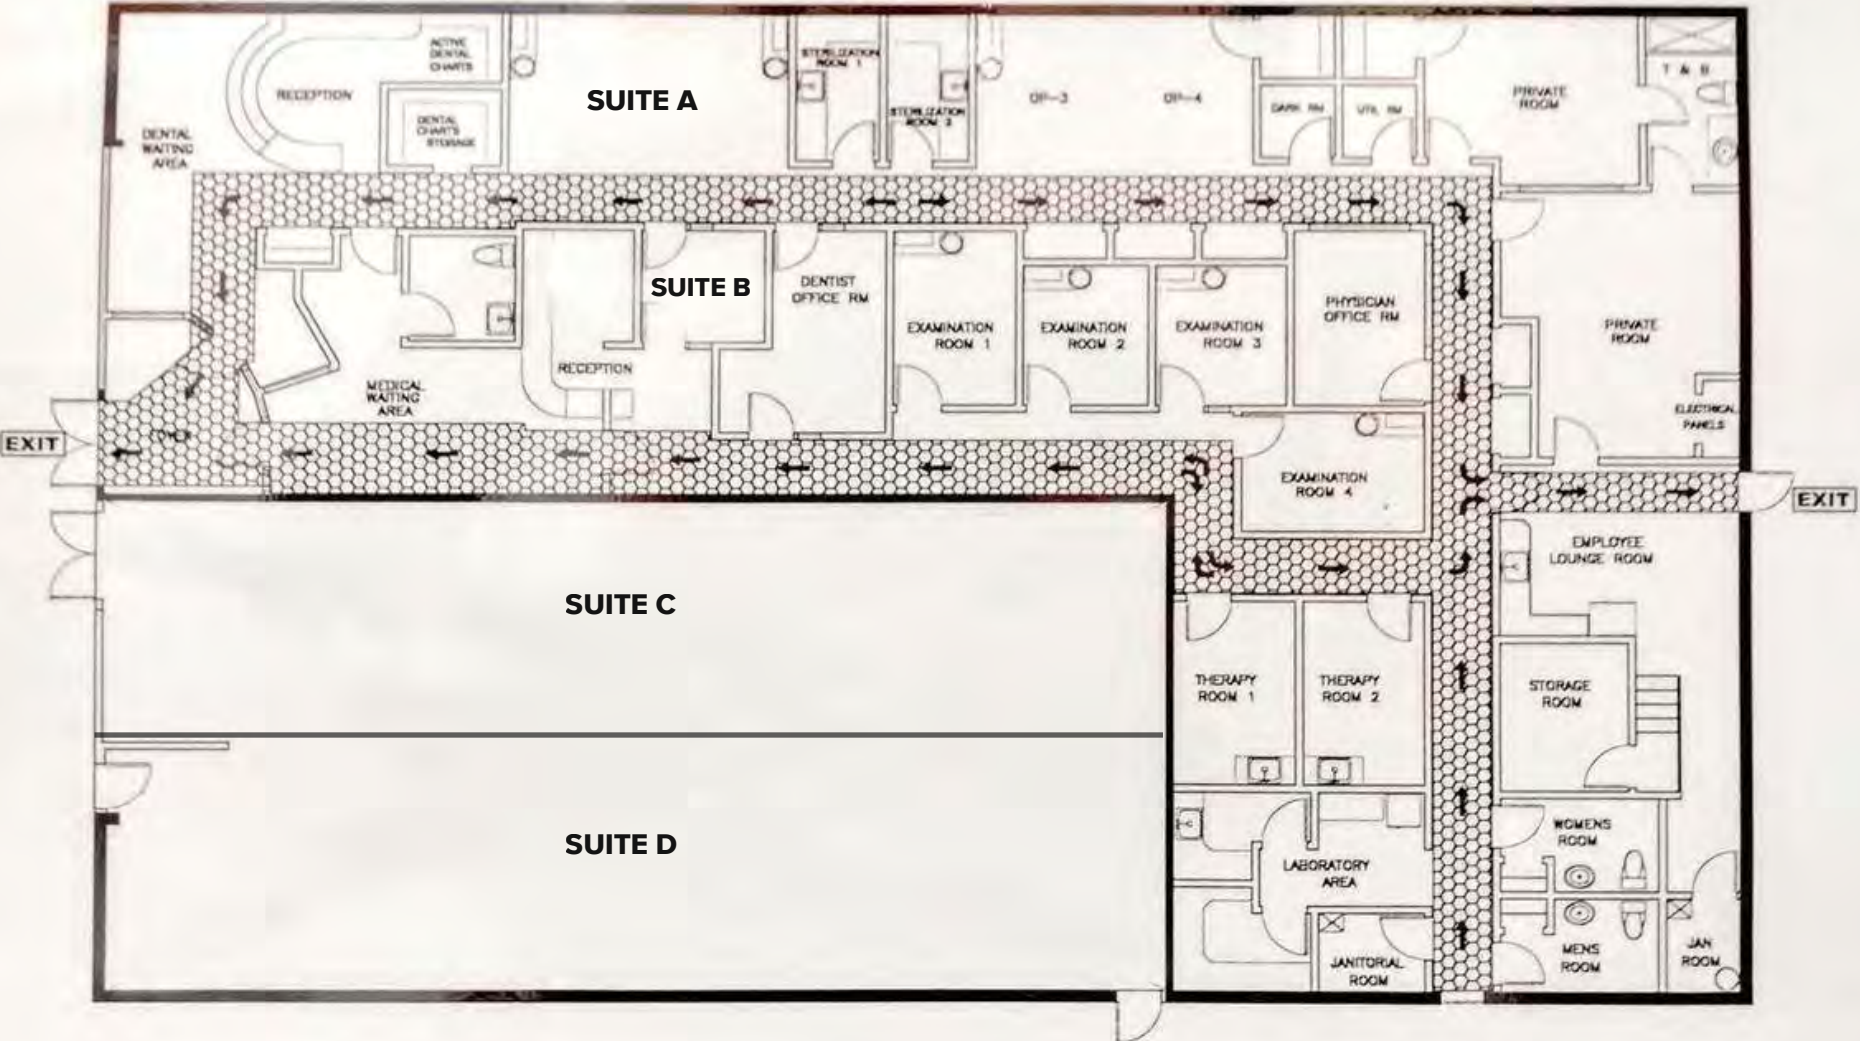 ACTIVE
DENTAL
CHARTS
RECEPTION
DENTAL
CHARTS
STORAGE
DENTAL
WAITING
AREA
SUITE A
STERILIZATION
ROOM 1
STERILIZATION
ROOM 2
OP-3
OP-4
DARK RM
UTIL RM
PRIVATE
ROOM
T & B
SUITE B
DENTIST
OFFICE RM
EXAMINATION
ROOM 1
EXAMINATION
ROOM 2
EXAMINATION
ROOM 3
PHYSICIAN
OFFICE RM
PRIVATE
ROOM
RECEPTION
MEDICAL
WAITING
AREA
ELECTRICAL
PANELS
EXIT
FOYER
EXAMINATION
ROOM 4
EXIT
EMPLOYEE
LOUNGE ROOM
SUITE C
THERAPY
ROOM 1
THERAPY
ROOM 2
STORAGE
ROOM
SUITE D
LABORATORY
AREA
WOMENS
ROOM
JANITORIAL
ROOM
MENS
ROOM
JAN
ROOM